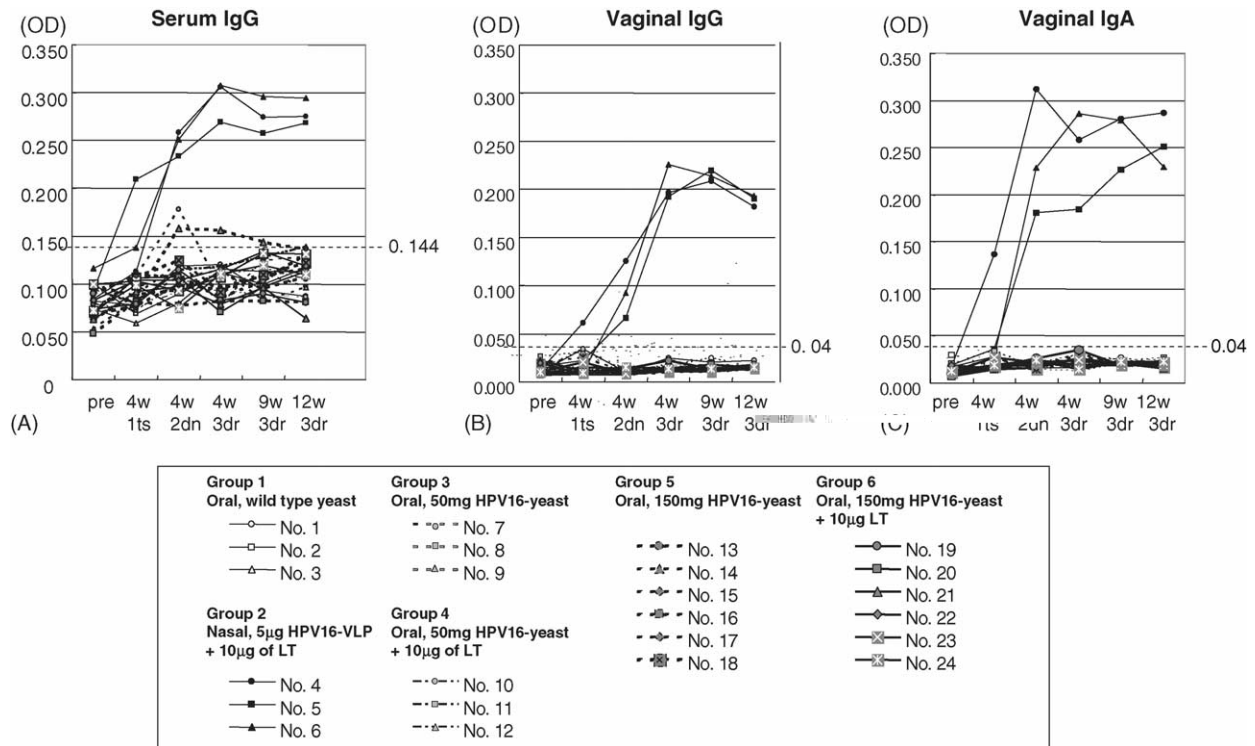 Serum IgG
(OD)
0.350
0.300
0.250
0.200
0.150
0.144
0.100
0.050
0
pre 4w 4w 4w 9w 12w
1ts 2dn 3dr 3dr 3dr
(A)
Vaginal IgG
(OD)
0.350
0.300
0.250
0.200
0.150
0.100
0.050
0.04
0.000
pre 4w 4w 4w 9w 12w
1ts 2dn 3dr 3dr 3dr
(B)
Vaginal IgA
(OD)
0.350
0.300
0.250
0.200
0.150
0.100
0.050
0.04
0.000
pre 4w 4w 4w 9w 12w
1ts 2dn 3dr 3dr 3dr
Group 1
Oral, wild type yeast
No. 1
No. 2
No. 3
Group 2
Nasal, 5µg HPV16-VLP
+ 10µg of LT
No. 4
No. 5
No. 6
Group 3
Oral, 50mg HPV16-yeast
No. 7
No. 8
No. 9
Group 4
Oral, 50mg HPV16-yeast
+ 10µg of LT
No. 10
No. 11
No. 12
Group 5
Oral, 150mg HPV16-yeast
No. 13
No. 14
No. 15
No. 16
No. 17
No. 18
Group 6
Oral, 150mg HPV16-yeast
+ 10µg LT
No. 19
No. 20
No. 21
No. 22
No. 23
No. 24